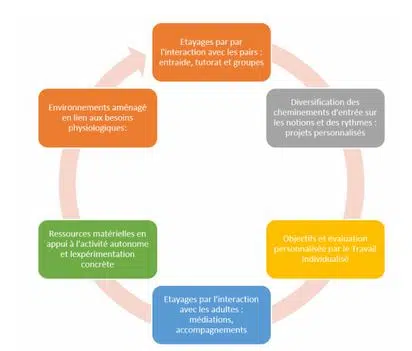 Etayages par par
l'interaction avec les pairs :
entraide, tutorat et groupes
Diversification des
cheminements d'entrée sur
les notions et des rythmes :
projets personnalisés
Objectifs et évaluation
personnalisée par le Travail
Individualisé
Etayages par l'interaction
avec les adultes :
médiations,
accompagnements
Ressources matérielles en
appui à l'activité autonome
et lexpérimentation
concrète
Environnements aménagé
en lien aux besoins
physiologiques: